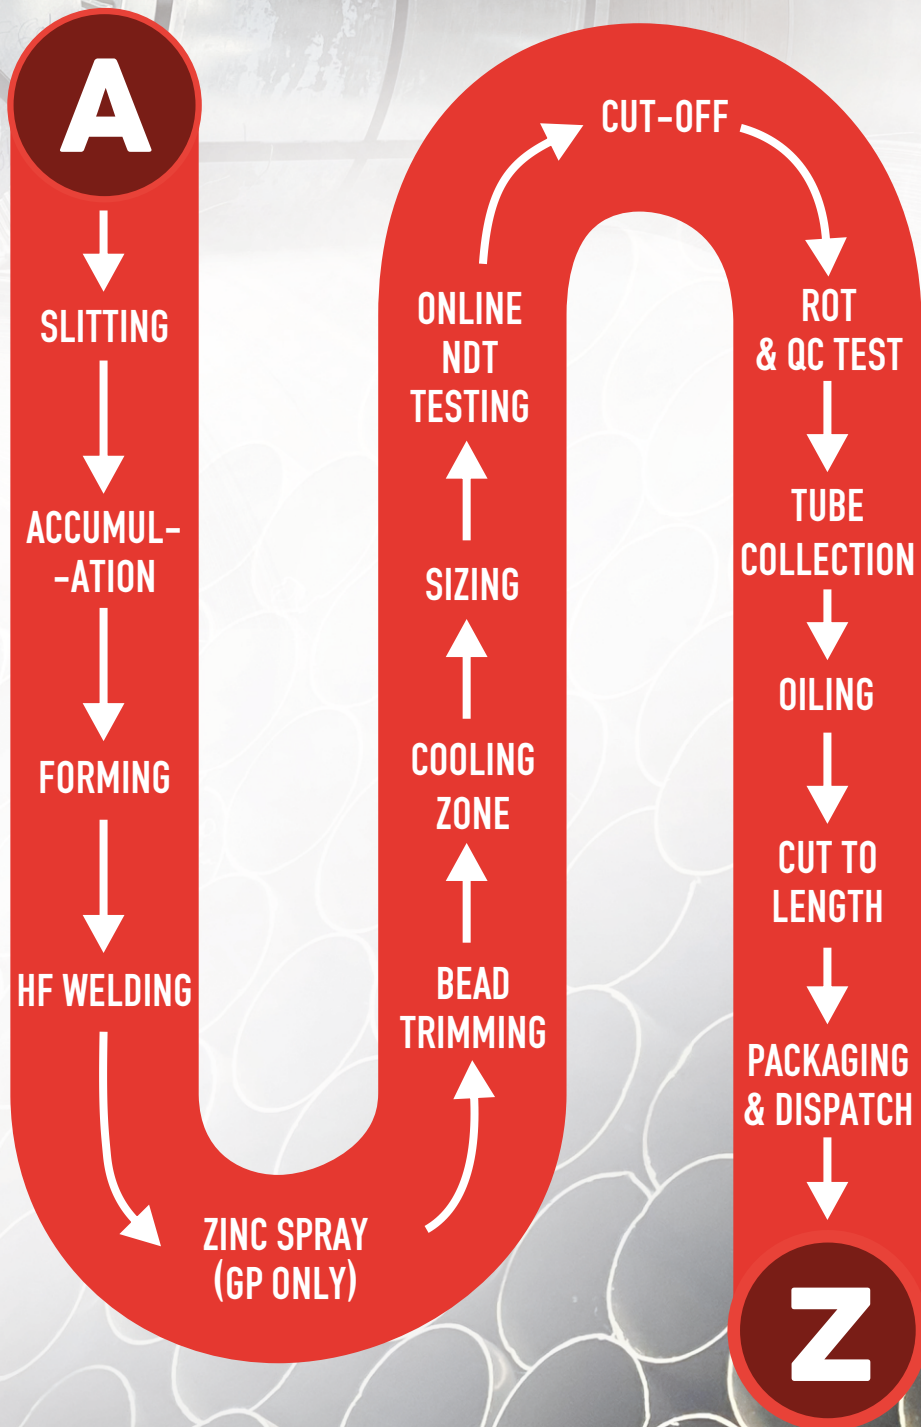 A
SLITTING
ACCUMUL-
-ATION
FORMING
HF WELDING
ZINC SPRAY
(GP ONLY)
BEAD
TRIMMING
COOLING
ZONE
SIZING
ONLINE
NDT
TESTING
CUT-OFF
ROT
& QC TEST
TUBE
COLLECTION
OILING
CUT TO
LENGTH
PACKAGING
& DISPATCH
Z